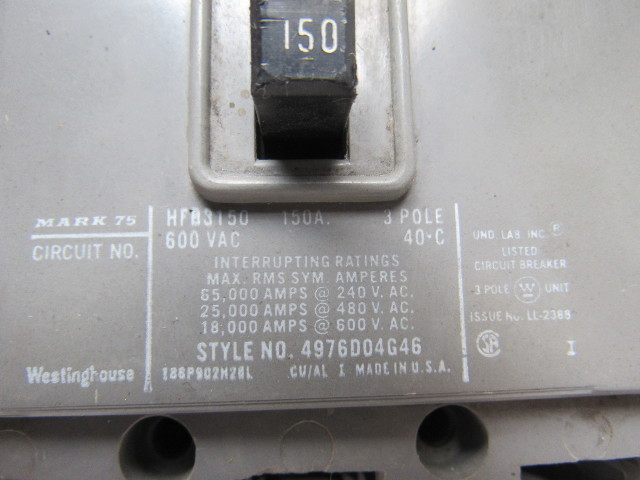 150
MARK 75
CIRCUIT NO.
Westinghouse
HFB3150 150A. 3 POLE
600 VAC 40°C
INTERRUPTING RATINGS
MAX. RMS SYM. AMPERES
65,000 AMPS @ 240 V. AC.
25,000 AMPS @ 480 V. AC.
18,000 AMPS @ 600 V. AC.
STYLE NO. 4976D04G46
CU/AL I MADE IN U.S.A.
UND. LAB. INC. ®
LISTED
CIRCUIT BREAKER
3 POLE W UNIT
ISSUE NO.
I